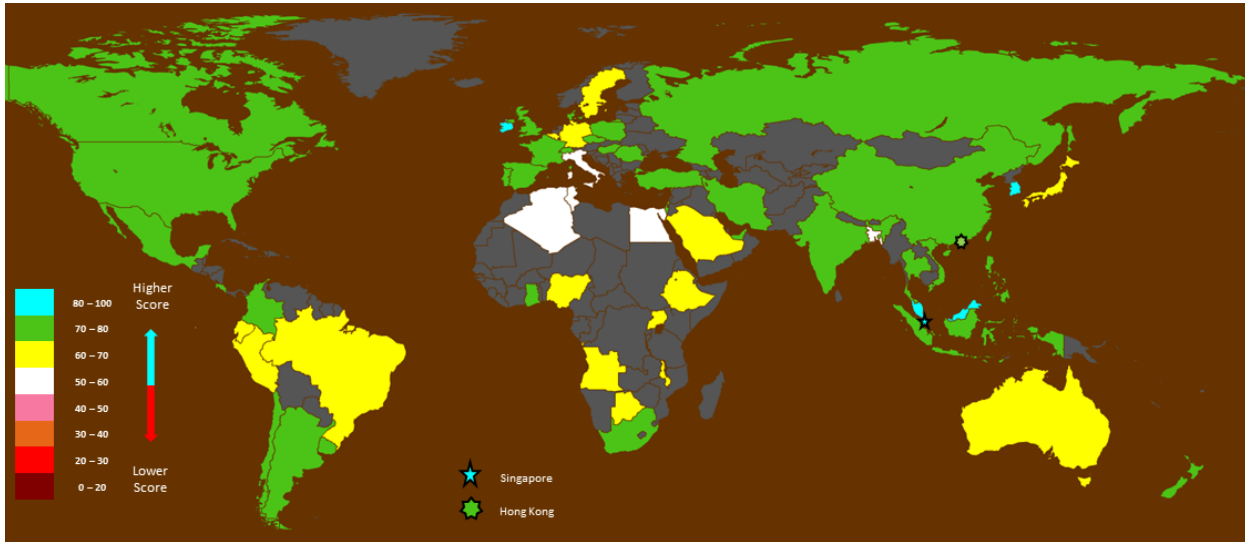 Higher
Score
80 – 100
70 – 80
60 – 70
50 – 60
40 – 50
30 – 40
20 – 30
0 – 20
Lower
Score
Singapore
Hong Kong